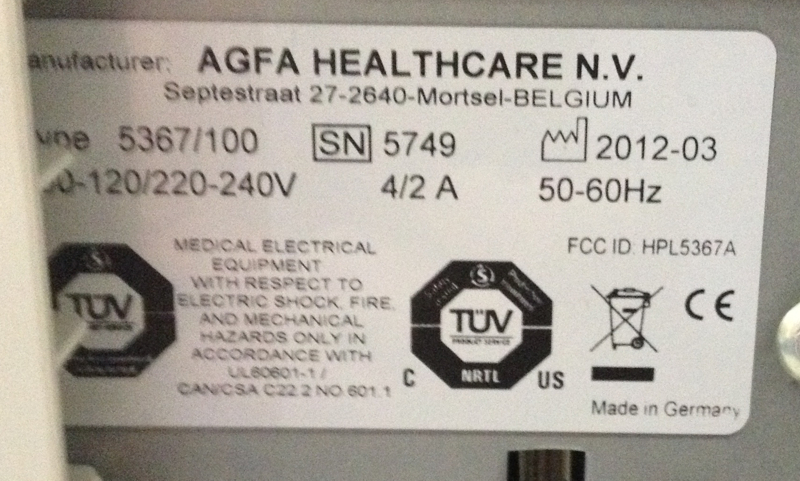 anufacturer: AGFA HEALTHCARE N.V.
Septestraat 27-2640-Mortsel-BELGIUM
5367/100 SN 5749 2012-03
0-120/220-240V 4/2 A 50-60Hz
MEDICAL ELECTRICAL
EQUIPMENT
WITH RESPECT TO
ELECTRIC SHOCK, FIRE,
AND MECHANICAL
HAZARDS ONLY IN
ACCORDANCE WITH
UL60601-1 /
CAN/CSA C22.2 NO.601.1
TÜV
TÜV
PRODUCT SERVICE
C NRTL US
FCC ID: HPL5367A
CE
Made in Germany